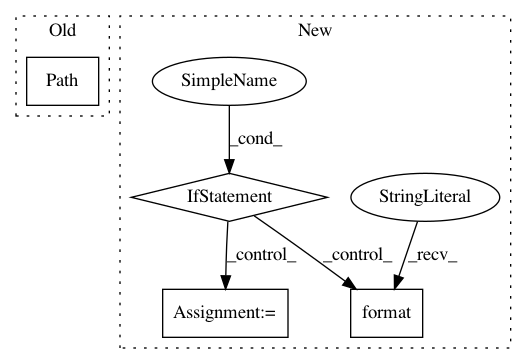 Old
New
Path
SimpleName
_cond_
IfStatement
StringLiteral
_control_
_control_
_recv_
Assignment:=
format